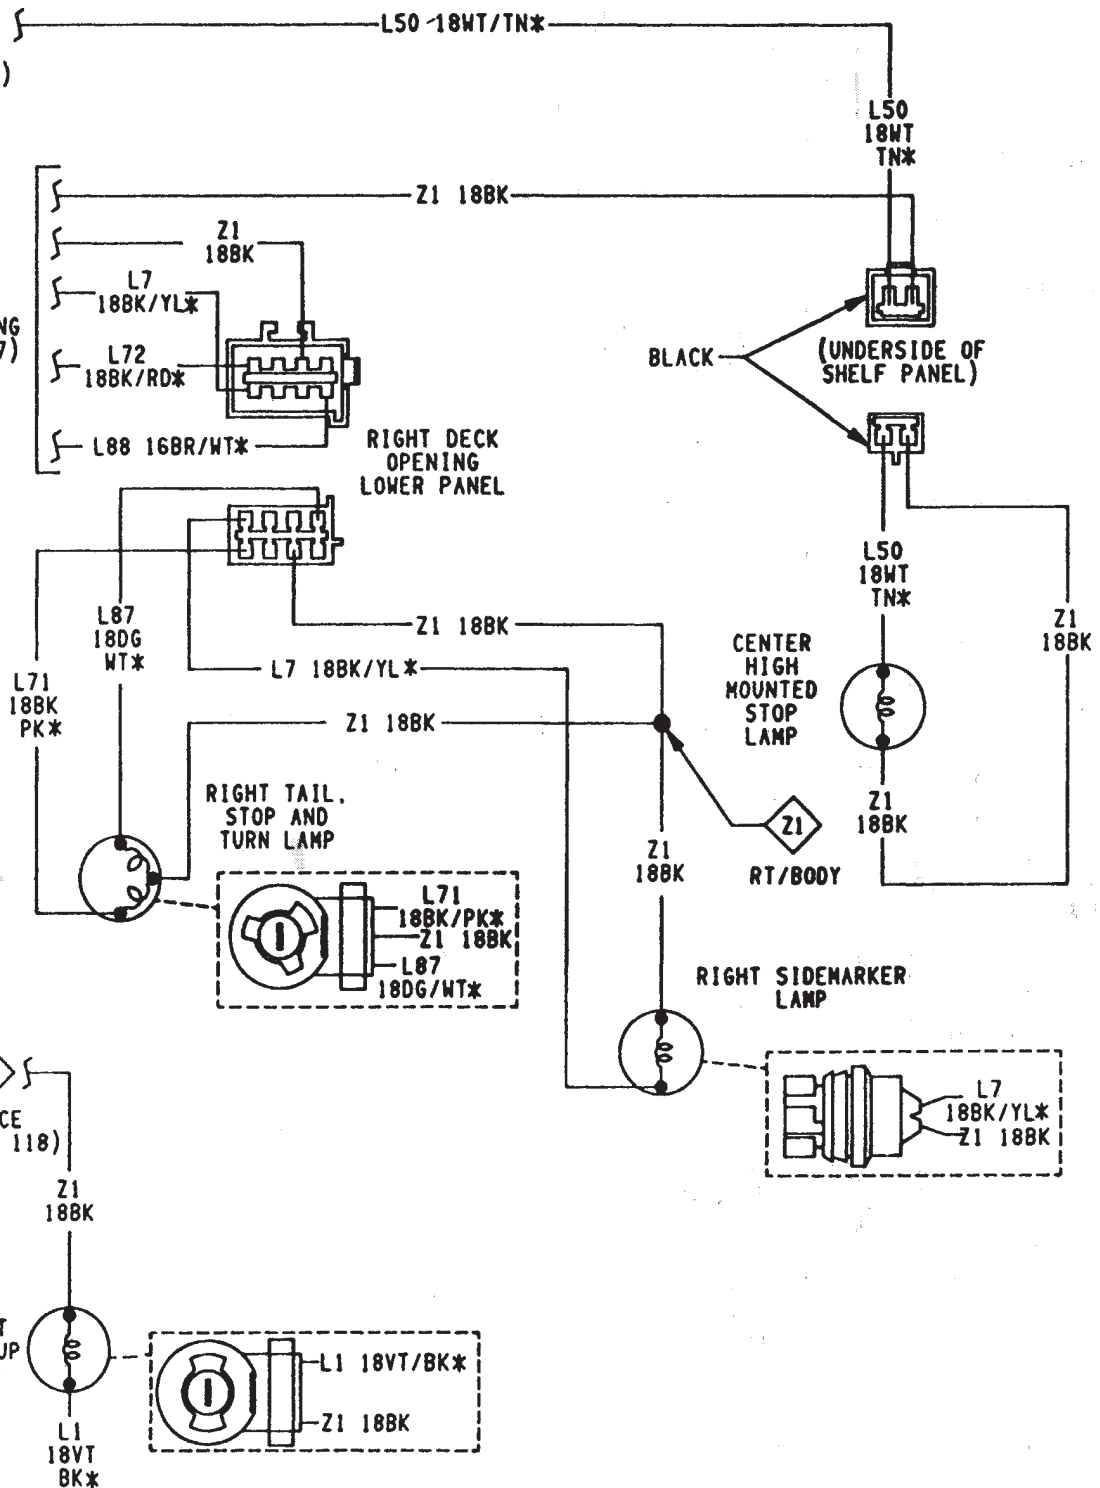 L50 18WT/TN*
)
L50
18WT
TN*
Z1 18BK
Z1
18BK
L7
18BK/YL*
NG
7)
L72
18BK/RD*
BLACK
(UNDERSIDE OF
SHELF PANEL)
L88 16BR/WT*
RIGHT DECK
OPENING
LOWER PANEL
L50
18WT
TN*
L87
18DG
WT*
Z1 18BK
Z1
18BK
CENTER
HIGH
MOUNTED
STOP
LAMP
L7 18BK/YL*
L71
18BK
PK*
Z1 18BK
RIGHT TAIL,
STOP AND
TURN LAMP
Z1
18BK
Z1
Z1
18BK
RT/BODY
L71
18BK/PK*
Z1 18BK
L87
18DG/WT*
RIGHT SIDEMARKER
LAMP
L7
18BK/YL*
Z1 18BK
CE
118)
Z1
18BK
T
UP
L1 18VT/BK*
Z1 18BK
L1
18VT
BK*